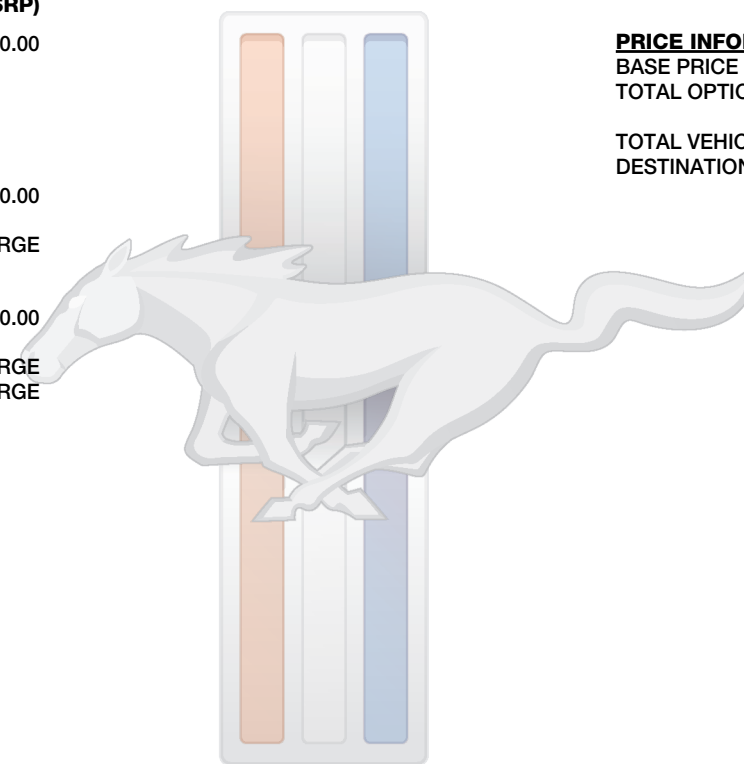 SRP)
0.00
0.00
RGE
0.00
RGE
RGE
PRICE INFO
BASE PRICE
TOTAL OPTIO
TOTAL VEHIC
DESTINATION